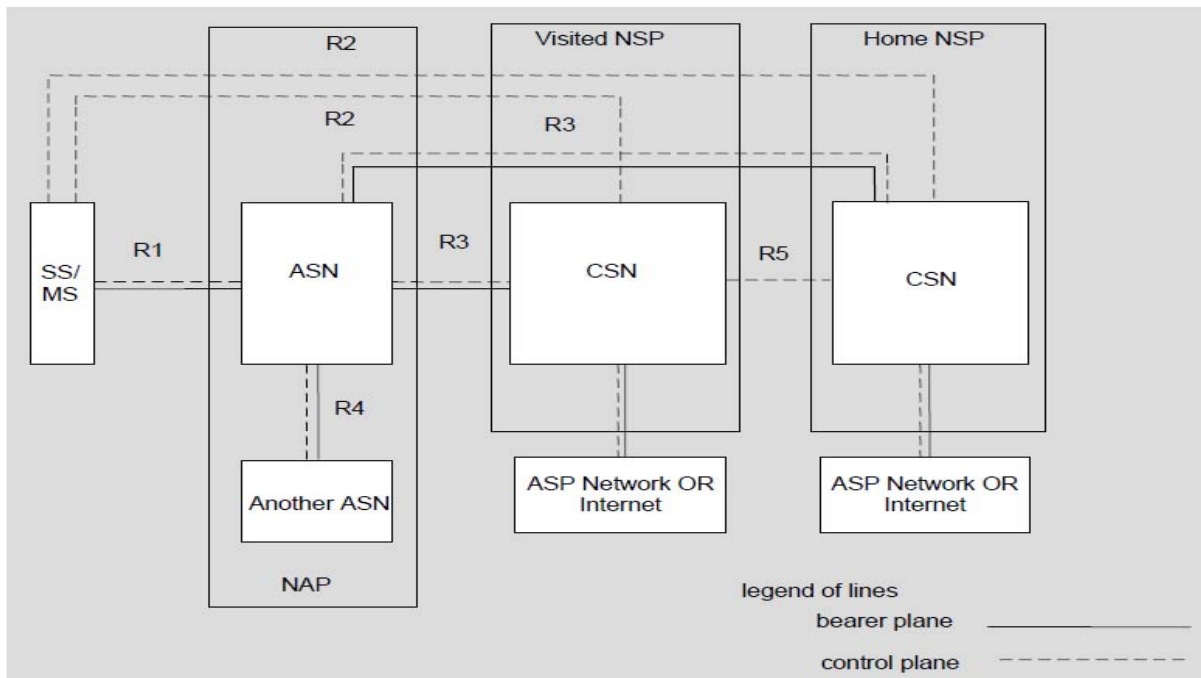 R2
Visited NSP
Home NSP
R2
R3
R1
R3
R5
SS/
MS
ASN
CSN
CSN
R4
Another ASN
ASP Network OR
Internet
ASP Network OR
Internet
NAP
legend of lines
bearer plane
control plane